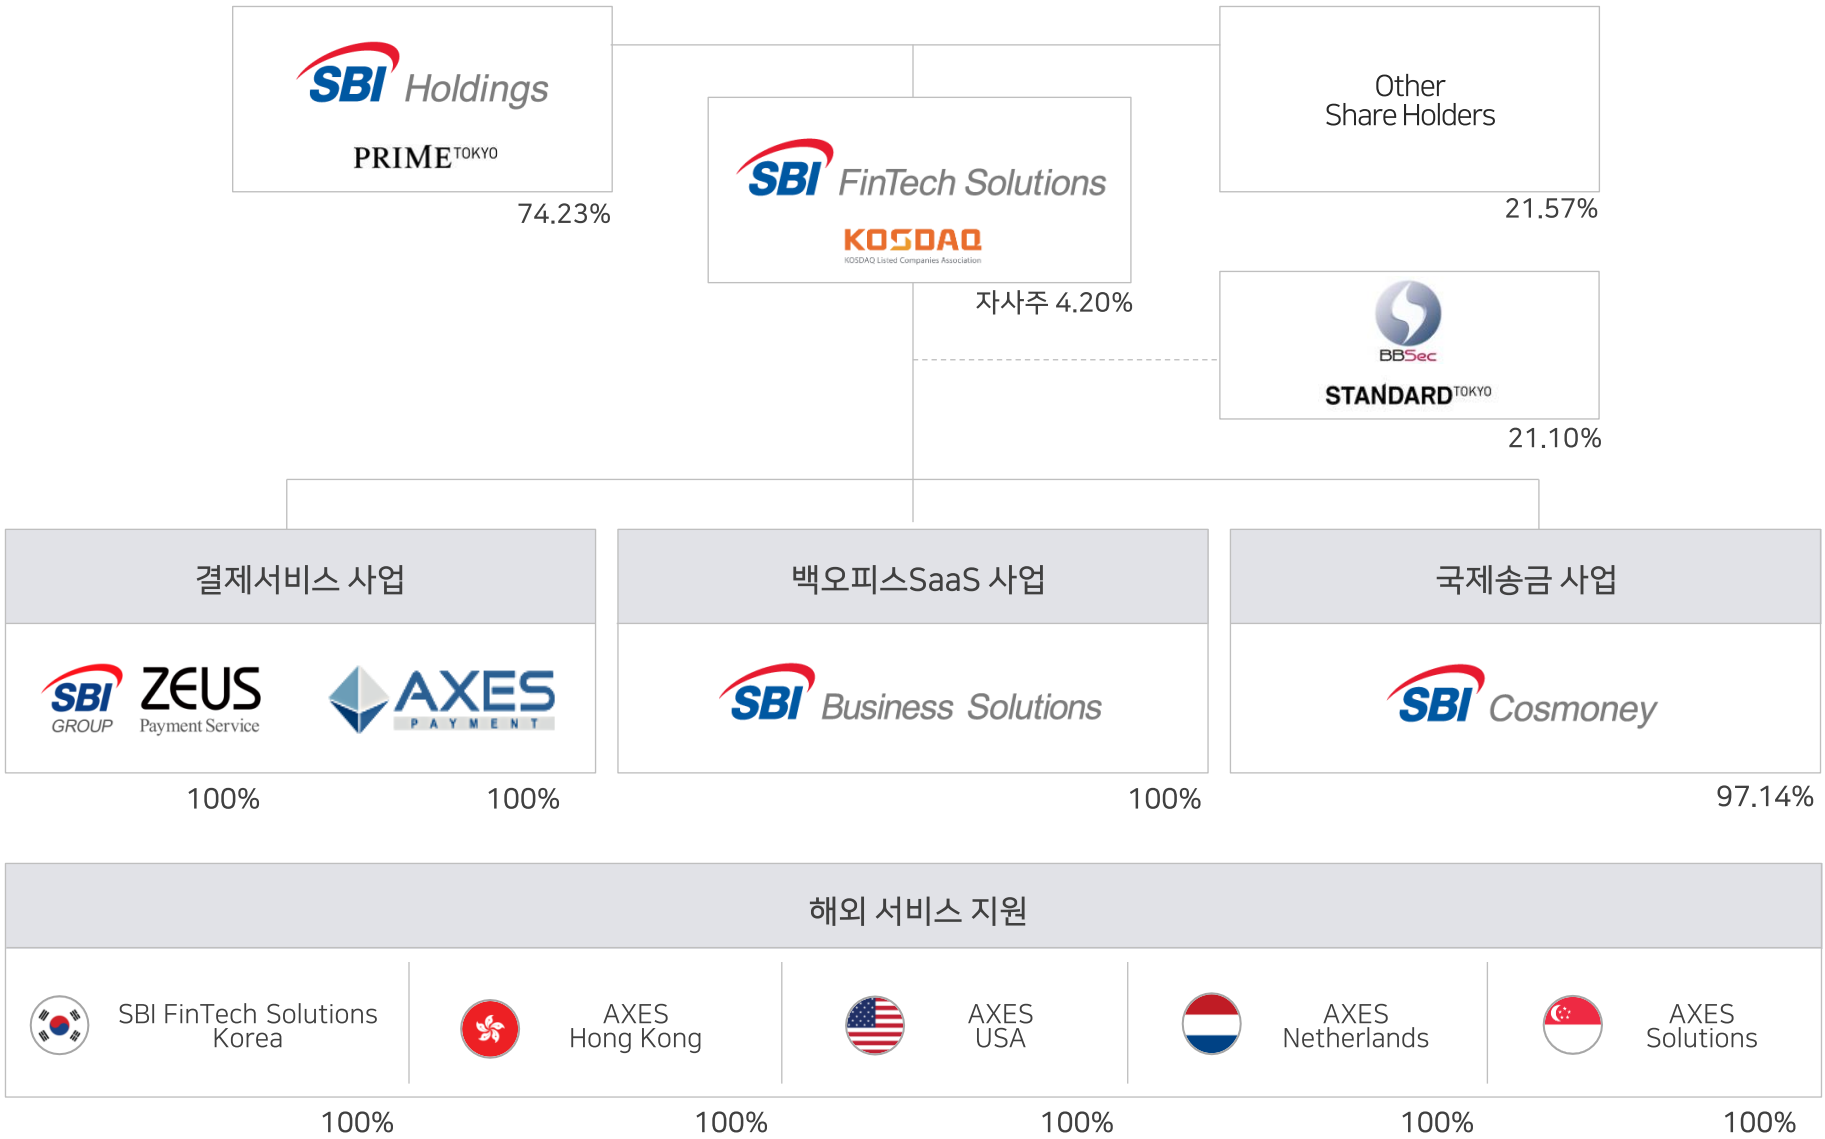 SBI Holdings
PRIME TOKYO
74.23%
SBI FinTech Solutions
KOSDAQ
KOSDAQ Listed Companies Association
자사주 4.20%
Other
Share Holders
21.57%
BBSec
STANDARD TOKYO
21.10%
결제서비스 사업
SBI GROUP
ZEUS
Payment Service
AXES
PAYMENT
100%
100%
백오피스SaaS 사업
SBI Business Solutions
100%
국제송금 사업
SBI Cosmoney
97.14%
해외 서비스 지원
SBI FinTech Solutions
Korea
100%
AXES
Hong Kong
100%
AXES
USA
100%
AXES
Netherlands
100%
AXES
Solutions
100%